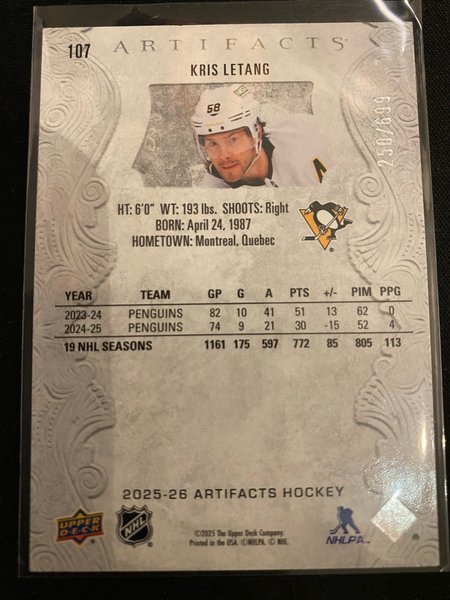 107
ARTIFACTS
KRIS LETANG
58
A
250/699
HT: 6'0" WT: 193 lbs. SHOOTS: Right
BORN: April 24, 1987
HOMETOWN: Montreal, Quebec
YEAR TEAM GP G A PTS +/- PIM PPG
2023-24 PENGUINS 82 10 41 51 13 62 0
2024-25 PENGUINS 74 9 21 30 -15 52 4
19 NHL SEASONS 1161 175 597 772 85 805 113
2025-26 ARTIFACTS HOCKEY
UPPER DECK
NHL
©2025 The Upper Deck Company.
Printed in the USA. ©NHLPA. © NHL.
NHLPA